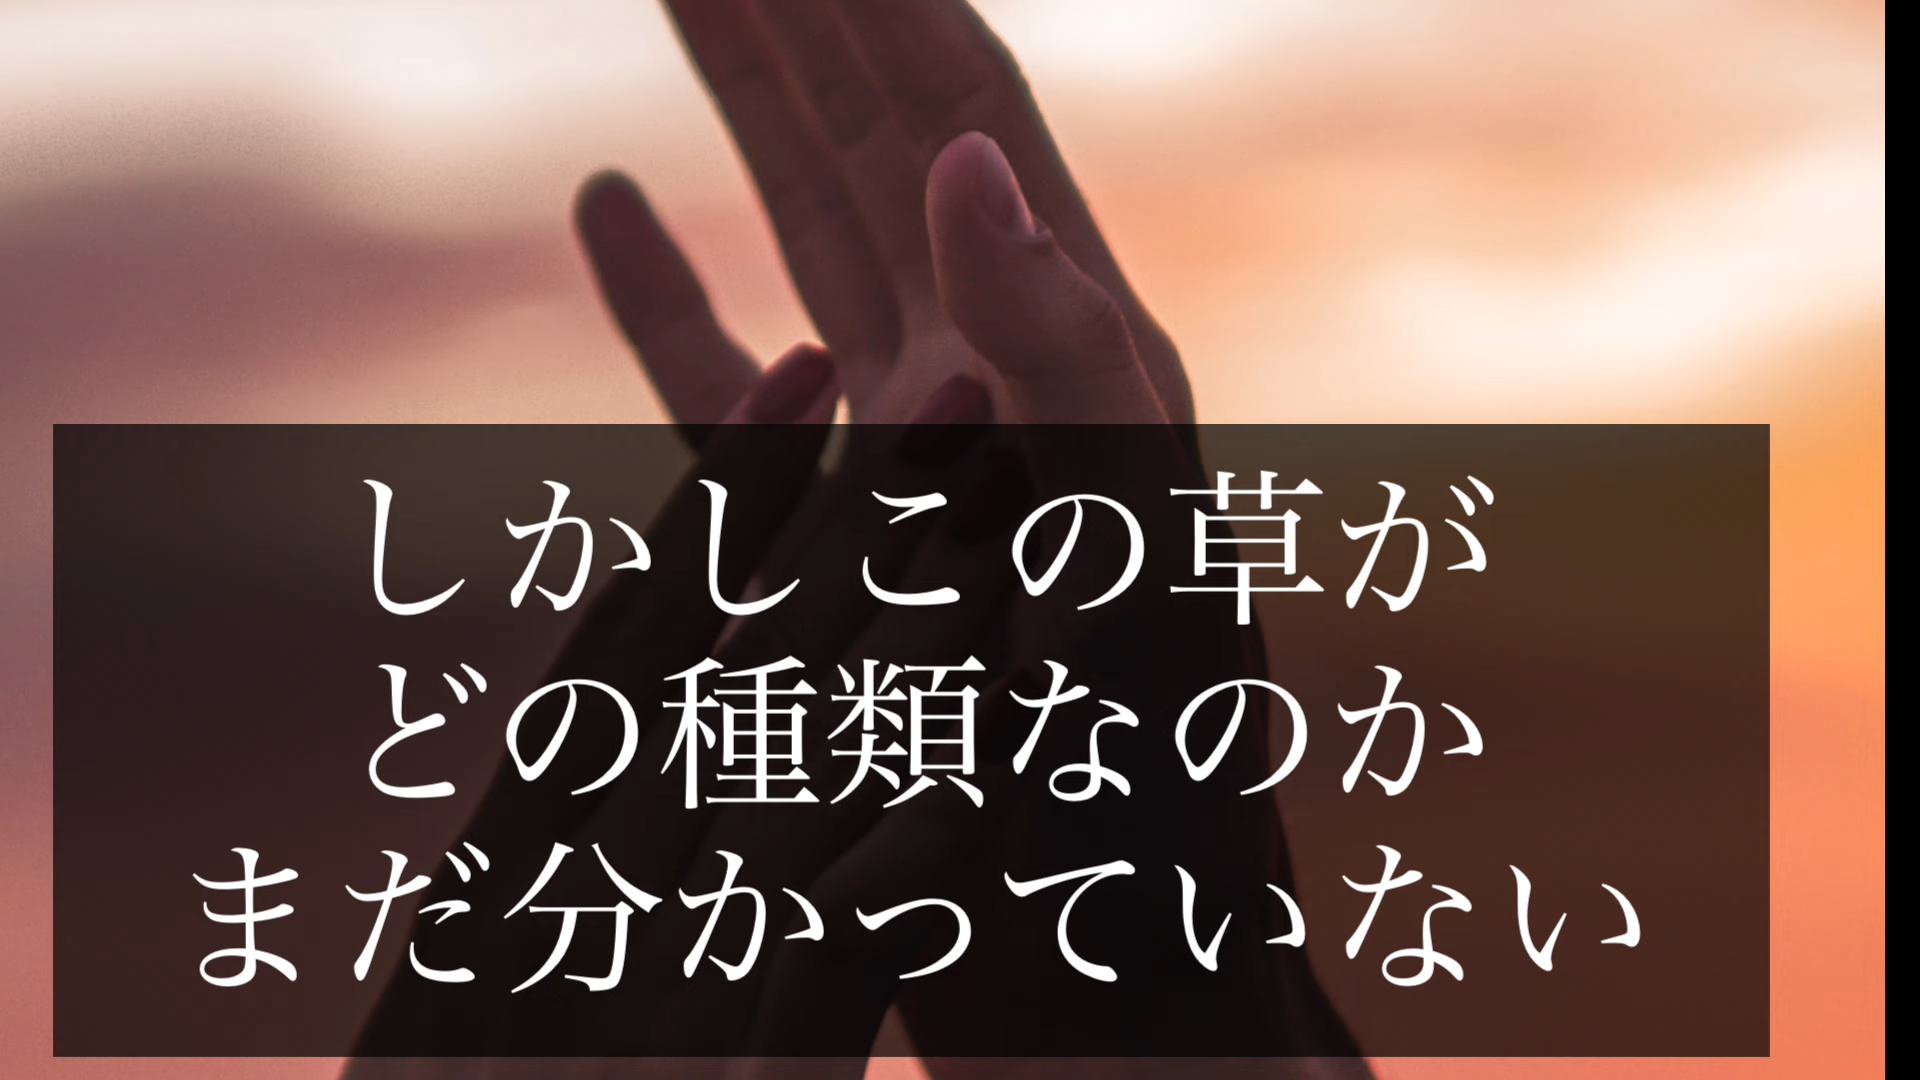 しかしこの草が
どの種類なのか
まだ分かっていない